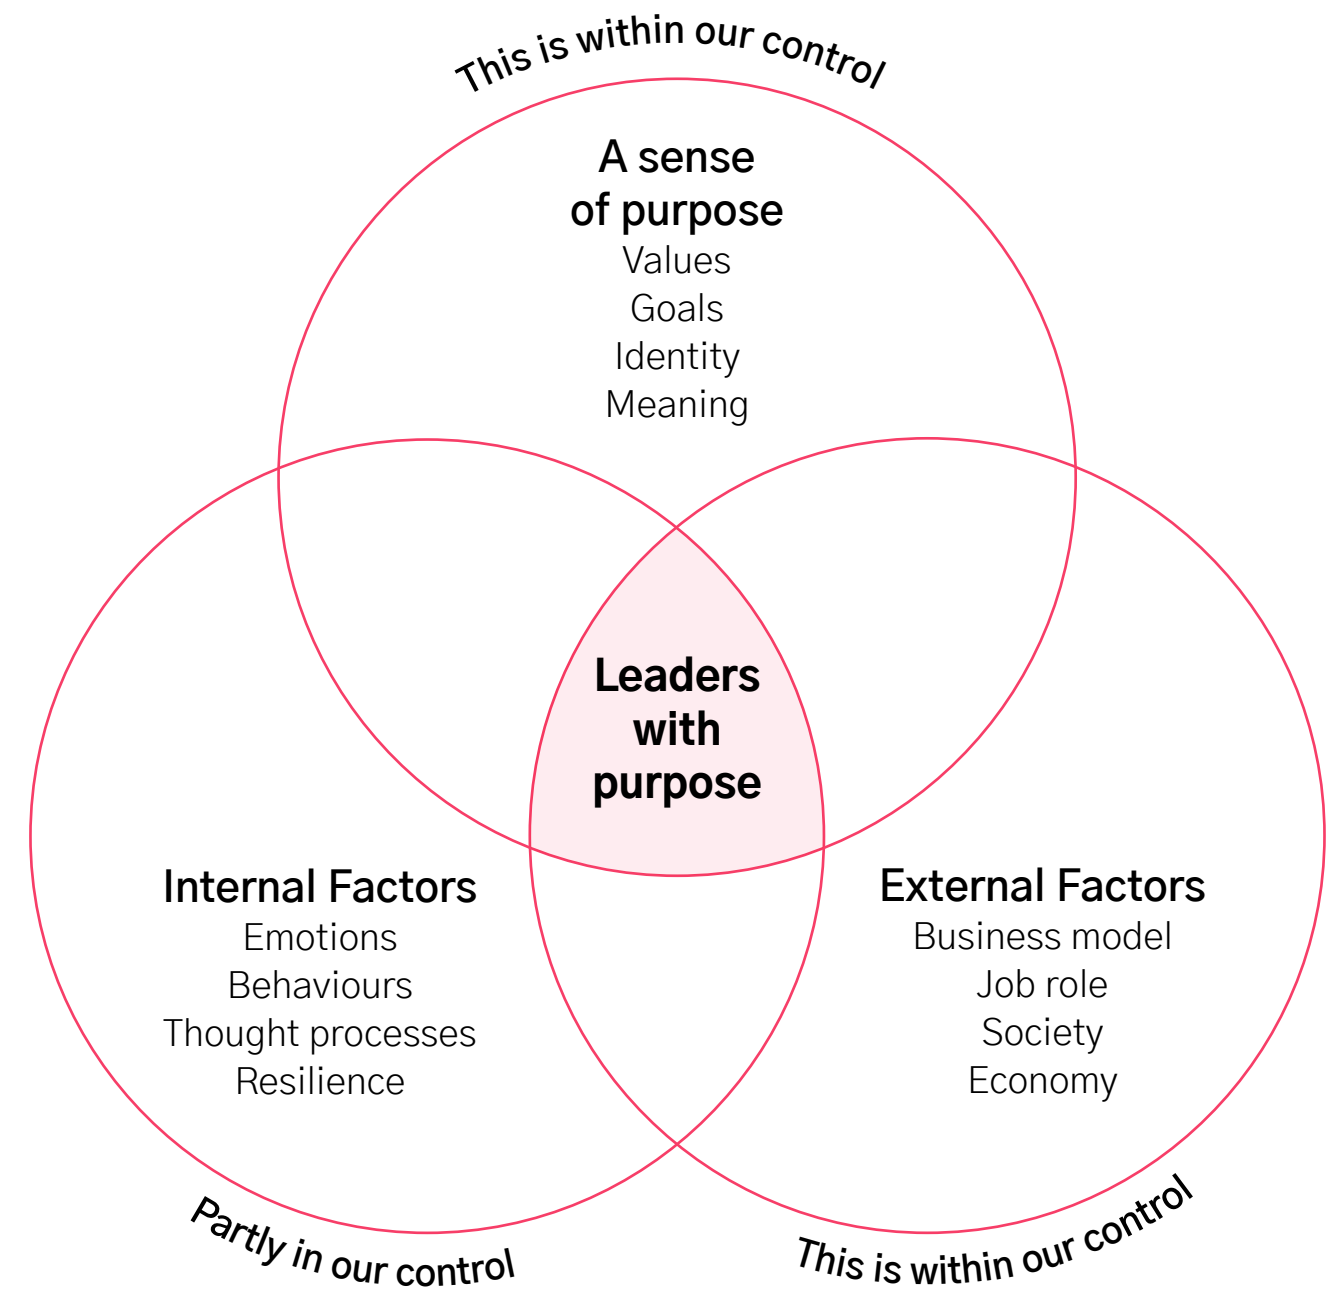 This is within our control
A sense
of purpose
Values
Goals
Identity
Meaning
Leaders
with
purpose
Internal Factors
Emotions
Behaviours
Thought processes
Resilience
External Factors
Business model
Job role
Society
Economy
Partly in our control
This is within our control